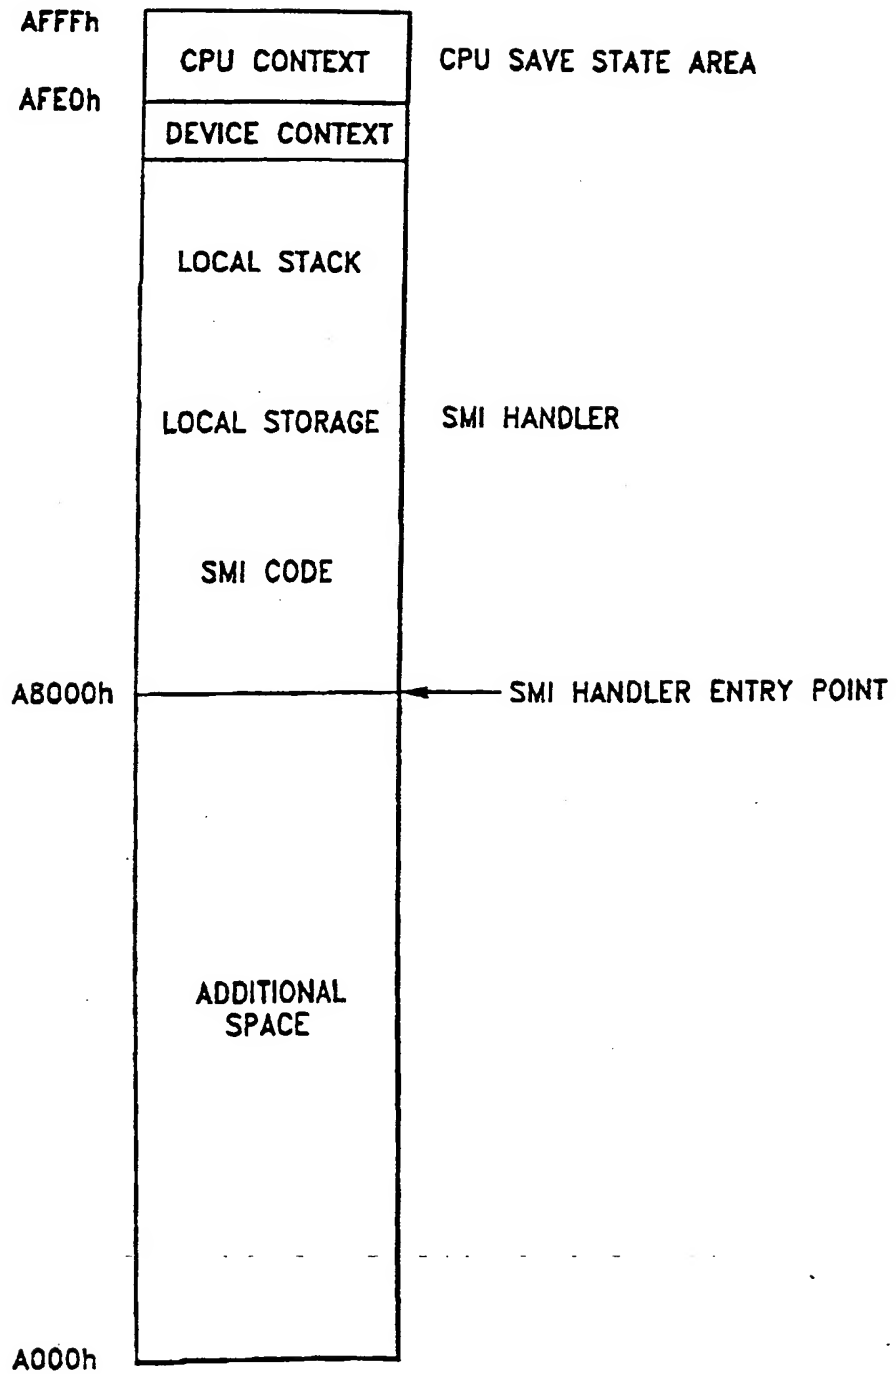 AFFFh
CPU CONTEXT
CPU SAVE STATE AREA
AFE0h
DEVICE CONTEXT
LOCAL STACK
LOCAL STORAGE
SMI HANDLER
SMI CODE
A8000h
SMI HANDLER ENTRY POINT
ADDITIONAL
SPACE
A000h